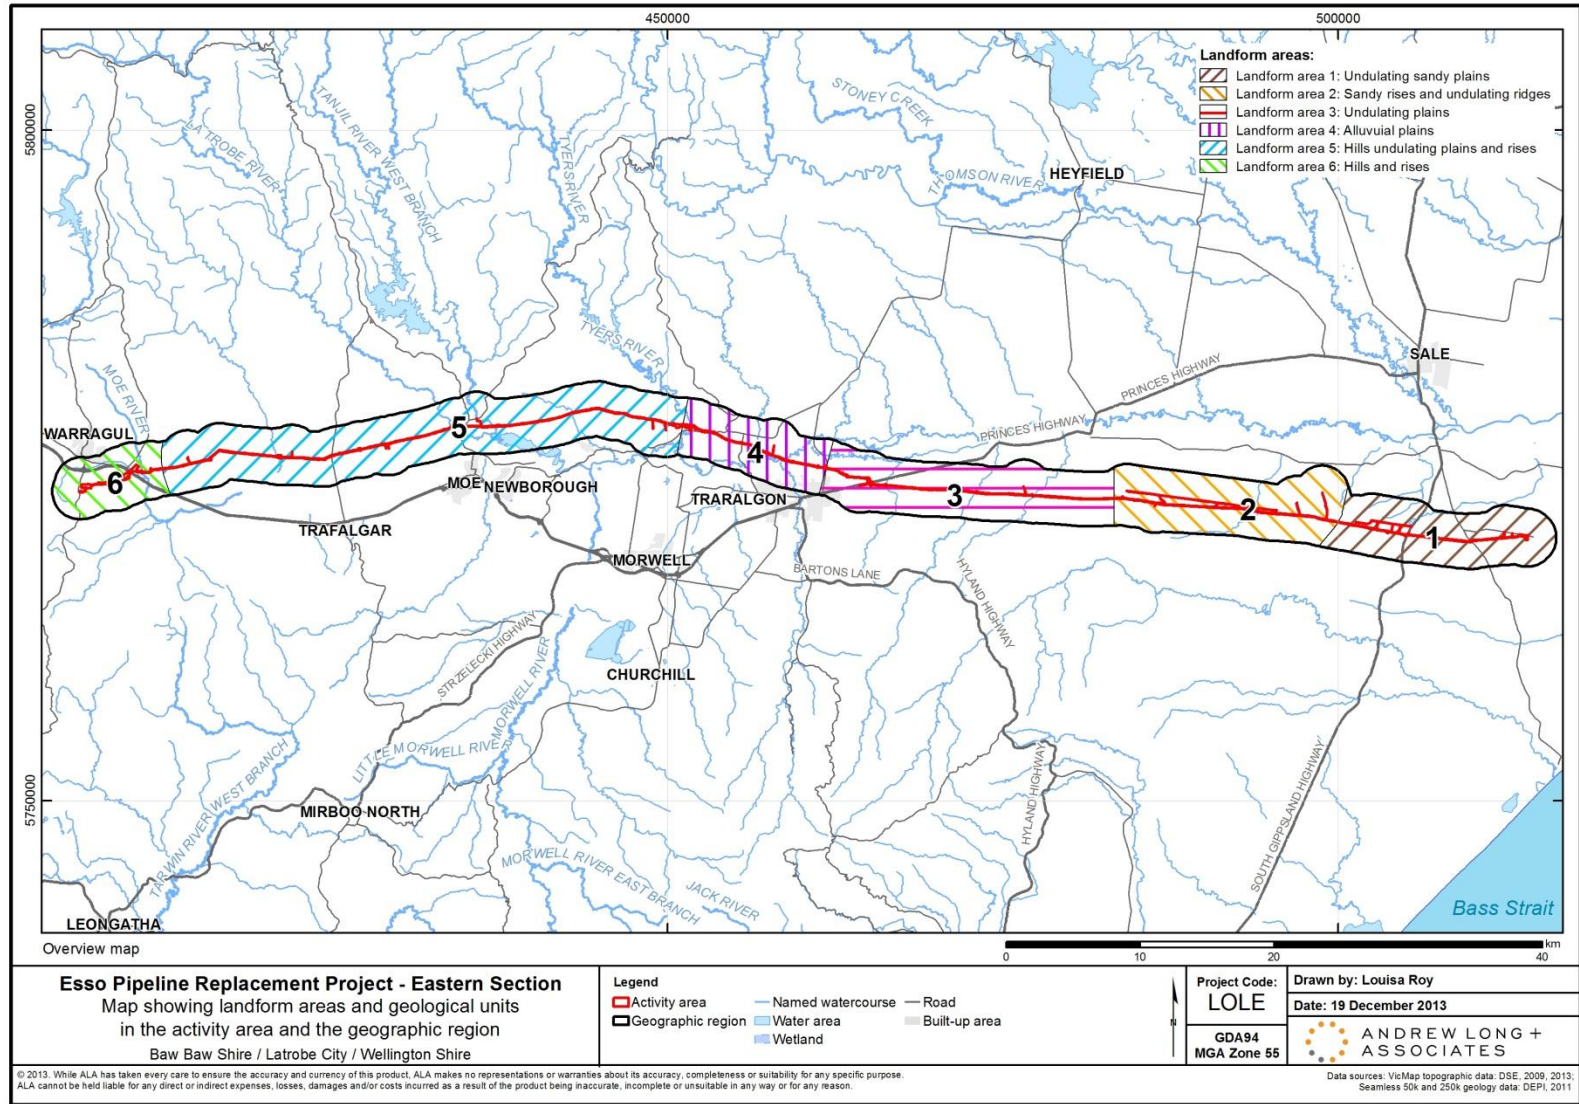 450000
500000
5800000
5750000
Landform areas:
Landform area 1: Undulating sandy plains
Landform area 2: Sandy rises and undulating ridges
Landform area 3: Undulating plains
Landform area 4: Alluvuial plains
Landform area 5: Hills undulating plains and rises
Landform area 6: Hills and rises
LA TROBE RIVER
TANJIL RIVER WEST BRANCH
TYERS RIVER
STONEY CREEK
THOMSON RIVER
HEYFIELD
TYERS RIVER
SALE
PRINCES HIGHWAY
MOE RIVER
WARRAGUL
PRINCES HIGHWAY
6
5
4
3
2
1
MOE
NEWBOROUGH
TRARALGON
TRAFALGAR
MORWELL
BARTONS LANE
HYLAND HIGHWAY
STRZELECKI HIGHWAY
MORWELL RIVER
CHURCHILL
LITTLE MORWELL RIVER
TARWIN RIVER WEST BRANCH
MIRBOO NORTH
HYLAND HIGHWAY
SOUTH GIPPSLAND HIGHWAY
MORWELL RIVER EAST BRANCH
JACK RIVER
LEONGATHA
Bass Strait
Overview map
0
10
20
40
km
Esso Pipeline Replacement Project - Eastern Section
Map showing landform areas and geological units
in the activity area and the geographic region
Baw Baw Shire / Latrobe City / Wellington Shire
Legend
Activity area
Geographic region
Named watercourse
Water area
Wetland
Road
Built-up area
N
Project Code:
LOLE
GDA94
MGA Zone 55
Drawn by: Louisa Roy
Date: 19 December 2013
ANDREW LONG +
ASSOCIATES
© 2013. While ALA has taken every care to ensure the accuracy and currency of this product, ALA makes no representations or warranties about its accuracy, completeness or suitability for any specific purpose.
ALA cannot be held liable for any direct or indirect expenses, losses, damages and/or costs incurred as a result of the product being inaccurate, incomplete or unsuitable in any way or for any reason.
Data sources: VicMap topographic data: DSE, 2009, 2013;
Seamless 50k and 250k geology data: DEPI, 2011